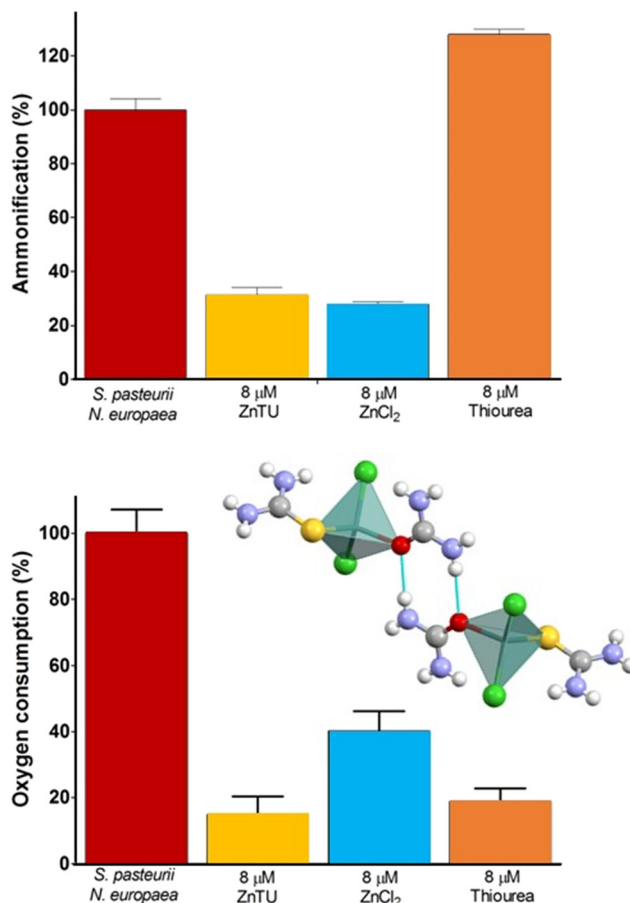 Ammonification (%)
120
100
80
60
40
20
0
S. pasteurii
N. europaea
8 μM
ZnTU
8 μM
ZnCl₂
8 μM
Thiourea
Oxygen consumption (%)
100
80
60
40
20
0
S. pasteurii
N. europaea
8 μM
ZnTU
8 μM
ZnCl₂
8 μM
Thiourea